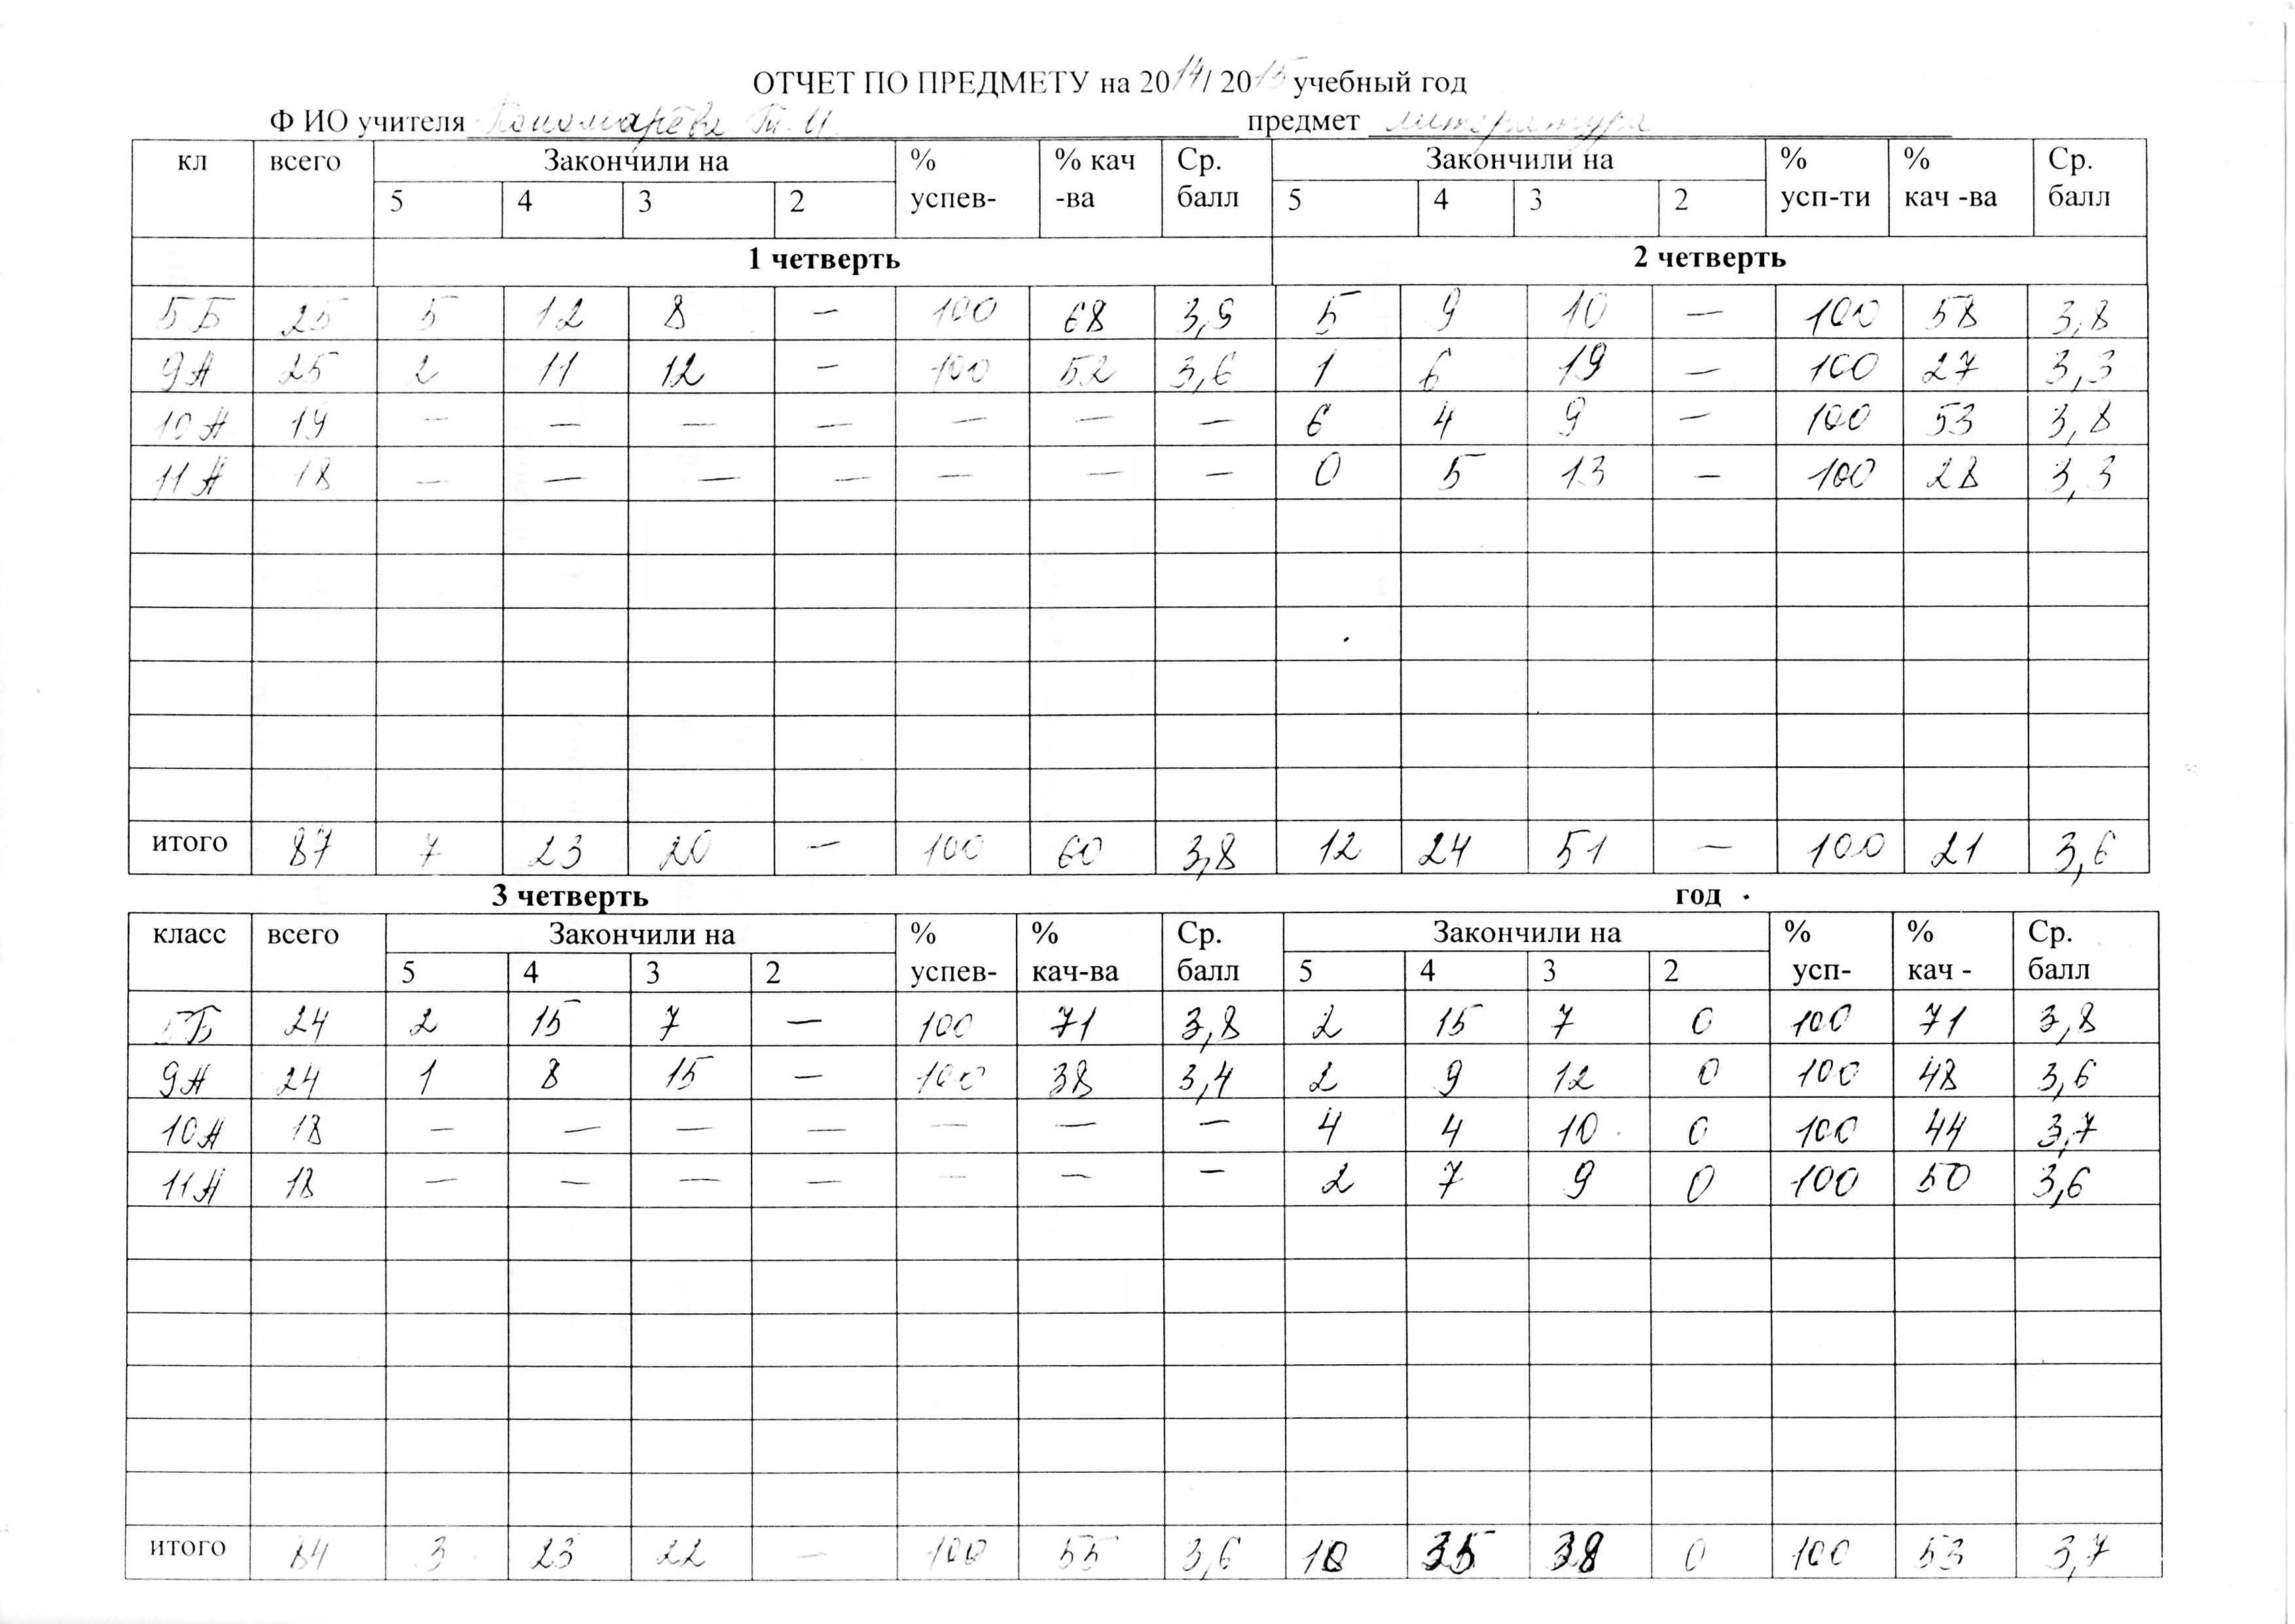 ОТЧЕТ ПО ПРЕДМЕТУ на 2014/ 2015 учебный год
Ф ИО учителя Пономарёва Т. И. предмет литература
кл всего Закончили на % успев- % кач -ва Ср. балл Закончили на % усп-ти % кач -ва Ср. балл
5 4 3 2 5 4 3 2
1 четверть 2 четверть
5Б 25 5 12 8 — 100 68 3,9 5 9 10 — 100 58 3,8
9А 25 2 11 12 — 100 52 3,6 1 6 19 — 100 27 3,3
10А 19 — — — — — — — 6 4 9 — 100 53 3,8
11А 18 — — — — — — — 0 5 13 — 100 28 3,3
итого 87 7 23 20 — 100 60 3,8 12 24 51 — 100 21 3,6
3 четверть год
класс всего Закончили на % успев- % кач-ва Ср. балл Закончили на % усп- % кач - Ср. балл
5 4 3 2 5 4 3 2
5Б 24 2 15 7 — 100 71 3,8 2 15 7 0 100 71 3,8
9А 24 1 8 15 — 100 38 3,4 2 9 12 0 100 48 3,6
10А 18 — — — — — — — 4 4 10 0 100 44 3,7
11А 18 — — — — — — — 2 7 9 0 100 50 3,6
итого 84 3 23 22 — 100 55 3,6 10 35 38 0 100 53 3,7